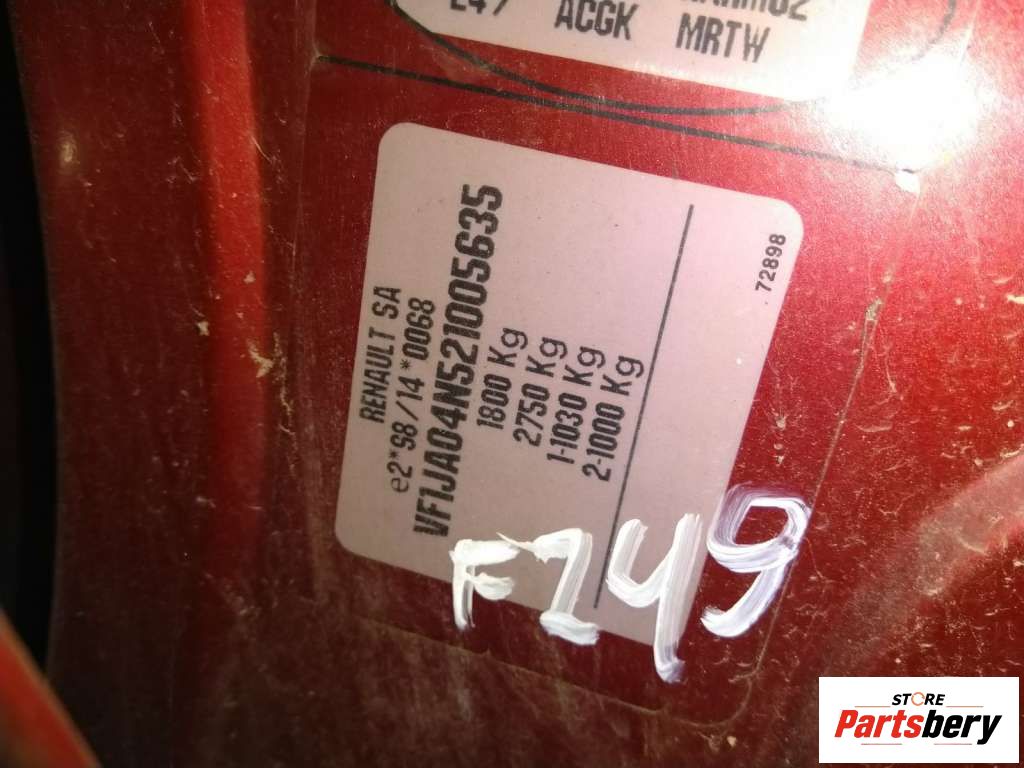 ACGK MRTW
RENAULT SA
e2*98/14*0068
VF1JA04N521005635
1800 Kg
2750 Kg
1-1030 Kg
2-1000 Kg
72898
F149
STORE
Partsbery